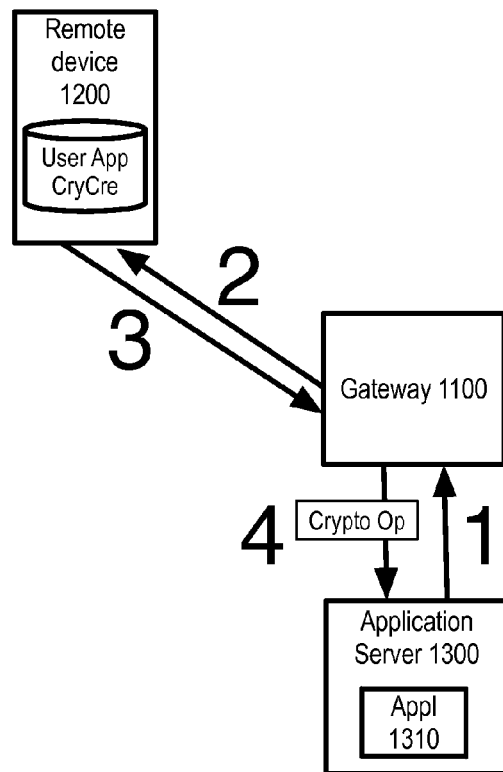 Remote
device
1200
User App
CryCre
2
3
Gateway 1100
4
Crypto Op
1
Application
Server 1300
Appl
1310